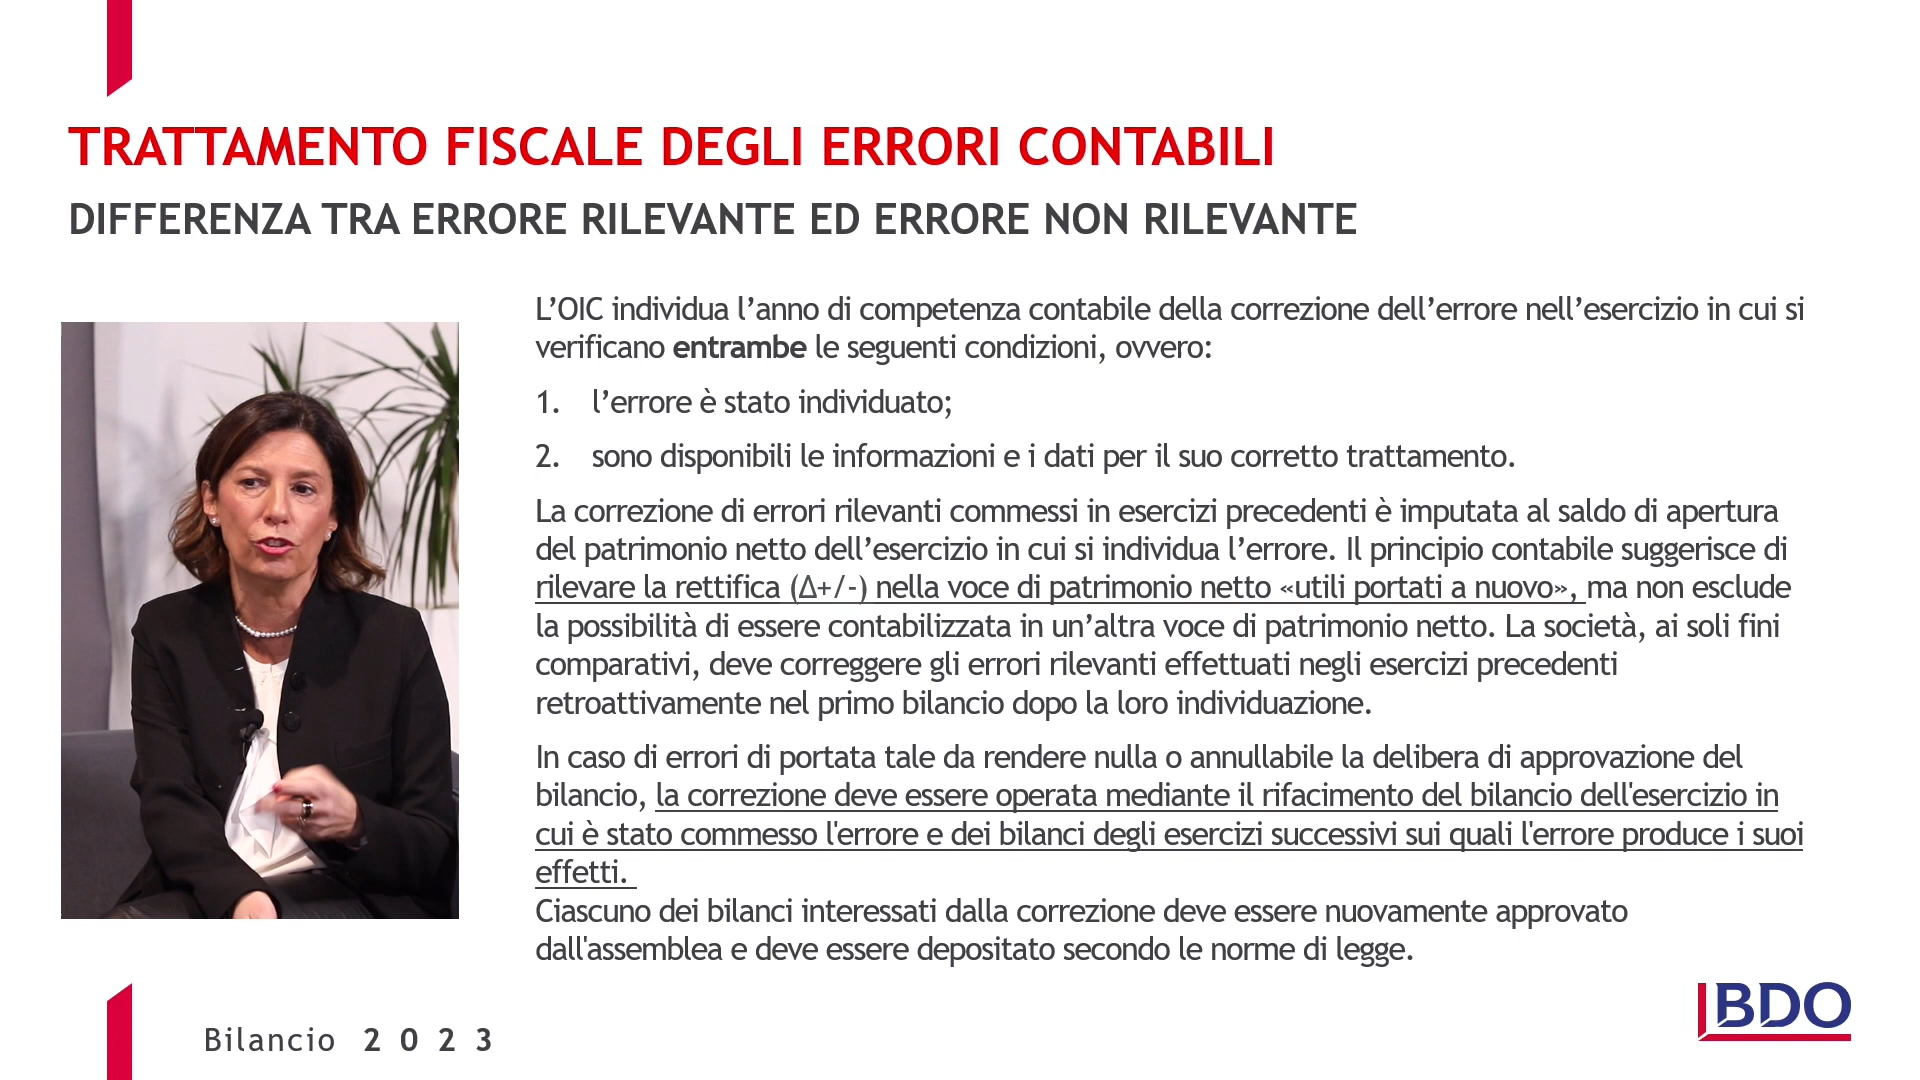 TRATTAMENTO FISCALE DEGLI ERRORI CONTABILI
DIFFERENZA TRA ERRORE RILEVANTE ED ERRORE NON RILEVANTE
L’OIC individua l’anno di competenza contabile della correzione dell’errore nell’esercizio in cui si
verificano entrambe le seguenti condizioni, ovvero:
1. l’errore è stato individuato;
2. sono disponibili le informazioni e i dati per il suo corretto trattamento.
La correzione di errori rilevanti commessi in esercizi precedenti è imputata al saldo di apertura
del patrimonio netto dell’esercizio in cui si individua l’errore. Il principio contabile suggerisce di
rilevare la rettifica (Δ+/-) nella voce di patrimonio netto «utili portati a nuovo», ma non esclude
la possibilità di essere contabilizzata in un’altra voce di patrimonio netto. La società, ai soli fini
comparativi, deve correggere gli errori rilevanti effettuati negli esercizi precedenti
retroattivamente nel primo bilancio dopo la loro individuazione.
In caso di errori di portata tale da rendere nulla o annullabile la delibera di approvazione del
bilancio, la correzione deve essere operata mediante il rifacimento del bilancio dell'esercizio in
cui è stato commesso l'errore e dei bilanci degli esercizi successivi sui quali l'errore produce i suoi
effetti.
Ciascuno dei bilanci interessati dalla correzione deve essere nuovamente approvato
dall'assemblea e deve essere depositato secondo le norme di legge.
Bilancio 2023
BDO